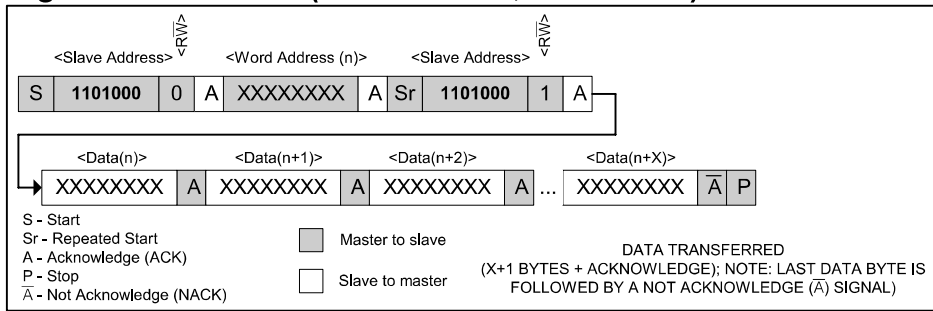 <R̅W̅>
<R̅W̅>
<Slave Address>
<Word Address (n)>
<Slave Address>
S 1101000 0 A XXXXXXXX A Sr 1101000 1 A
<Data(n)>
<Data(n+1)>
<Data(n+2)>
<Data(n+X)>
XXXXXXXX A XXXXXXXX A XXXXXXXX A ... XXXXXXXX A̅ P
S - Start
Sr - Repeated Start
A - Acknowledge (ACK)
P - Stop
A̅ - Not Acknowledge (NACK)
Master to slave
Slave to master
DATA TRANSFERRED
(X+1 BYTES + ACKNOWLEDGE); NOTE: LAST DATA BYTE IS
FOLLOWED BY A NOT ACKNOWLEDGE (A̅) SIGNAL)